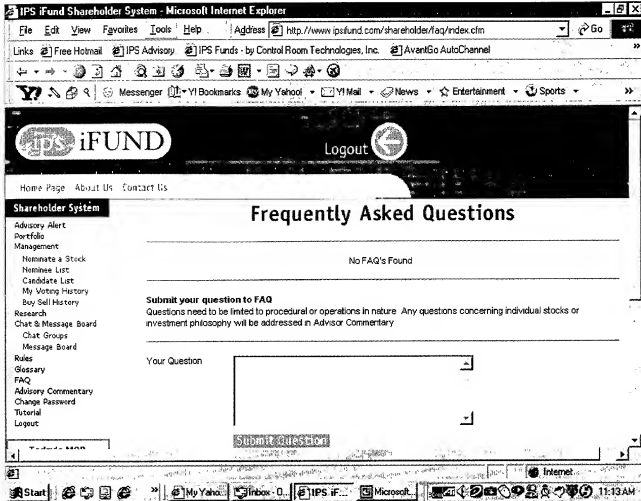 IPS iFund Shareholder System - Microsoft Internet Explorer
File Edit View Favorites Tools Help Address http://www.ipsifund.com/shareholder/faq/index.cfm Go
Links Free Hotmail IPS Advisory IPS Funds - by Control Room Technologies, Inc. AvantGo AutoChannel
Y! Messenger Y! Bookmarks My Yahoo! Y! Mail News Entertainment Sports
ips iFUND
Logout
Home Page About Us Contact Us
Shareholder System
Advisory Alert
Portfolio
Management
Nominate a Stock
Nominee List
Candidate List
My Voting History
Buy Sell History
Research
Chat & Message Board
Chat Groups
Message Board
Rules
Glossary
FAQ
Advisory Commentary
Change Password
Tutorial
Logout
Frequently Asked Questions
No FAQ's Found
Submit your question to FAQ
Questions need to be limited to procedural or operations in nature Any questions concerning individual stocks or
investment philosophy will be addressed in Advisor Commentary
Your Question
Submit Question
Internet
Start My Yaho... Inbox - O... IPS iF... Microsoft... 11:13 AM